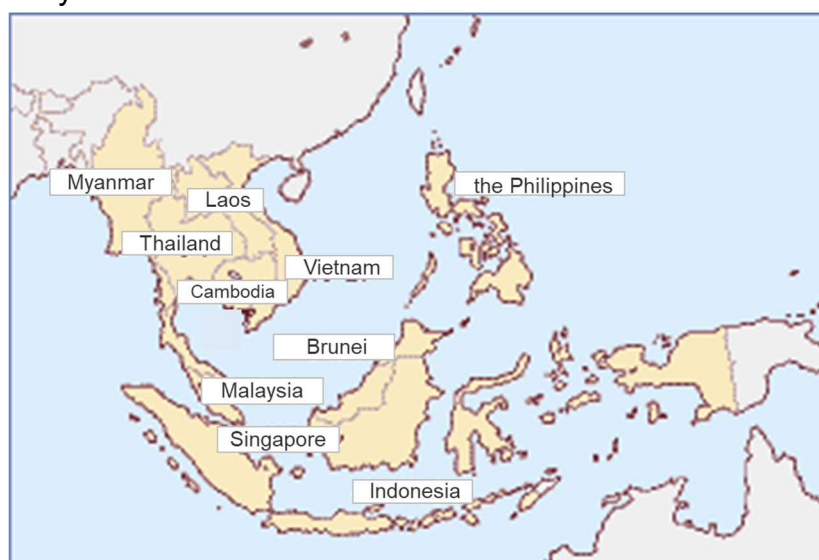 Myanmar
the Philippines
Laos
Thailand
Vietnam
Cambodia
Brunei
Malaysia
Singapore
Indonesia